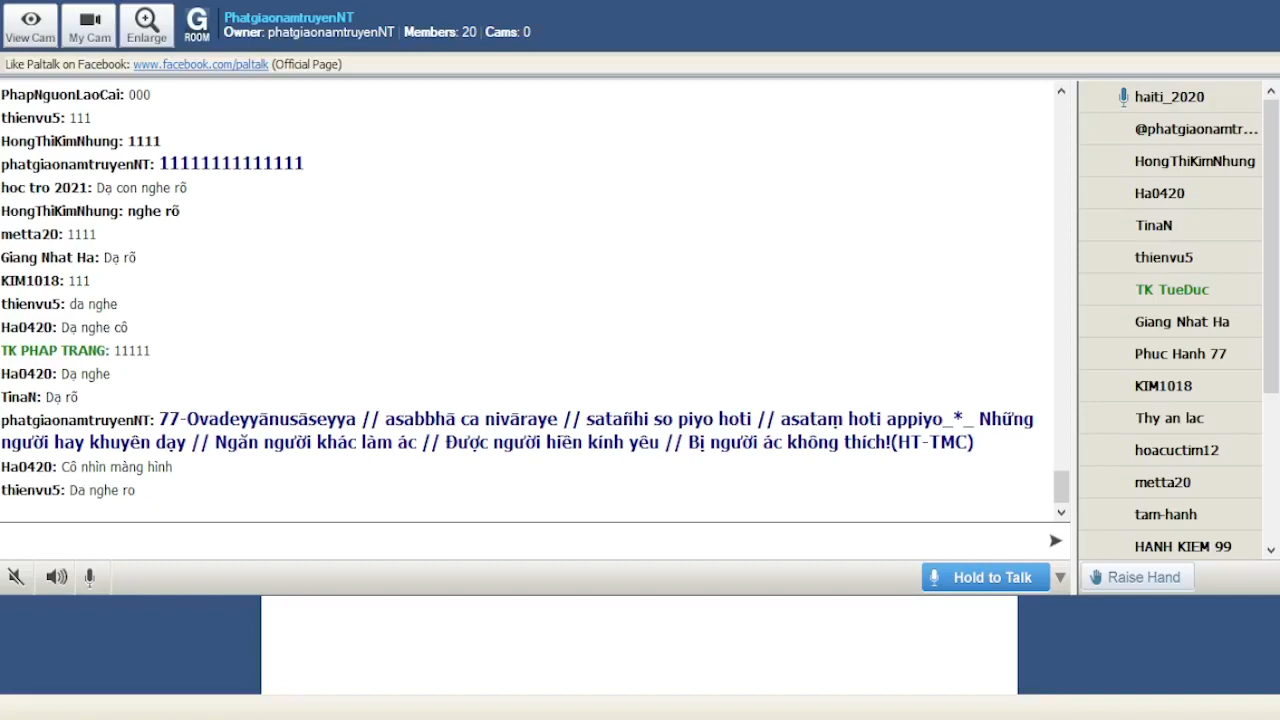 View Cam
My Cam
Enlarge
G
ROOM
PhatgiaonamtruyenNT
Owner: phatgiaonamtruyenNT | Members: 20 | Cams: 0
Like Paltalk on Facebook: www.facebook.com/paltalk (Official Page)
PhapNguonLaoCai: 000
thienvu5: 111
HongThiKimNhung: 1111
phatgiaonamtruyenNT: 11111111111111
hoc tro 2021: Dạ con nghe rõ
HongThiKimNhung: nghe rõ
metta20: 1111
Giang Nhat Ha: Dạ rõ
KIM1018: 111
thienvu5: da nghe
Ha0420: Dạ nghe cô
TK PHAP TRANG: 11111
Ha0420: Dạ nghe
TinaN: Dạ rõ
phatgiaonamtruyenNT: 77-Ovadeyyānusāseyya // asabbhā ca nivāraye // satañhi so piyo hoti // asataṃ hoti appiyo_*_ Những
người hay khuyên dạy // Ngăn người khác làm ác // Được người hiền kính yêu // Bị người ác không thích!(HT-TMC)
Ha0420: Cô nhìn màng hình
thienvu5: Da nghe ro
haiti_2020
@phatgiaonamtr...
HongThiKimNhung
Ha0420
TinaN
thienvu5
TK TueDuc
Giang Nhat Ha
Phuc Hanh 77
KIM1018
Thy an lac
hoacuctim12
metta20
tam-hanh
HANH KIEM 99
Hold to Talk
Raise Hand